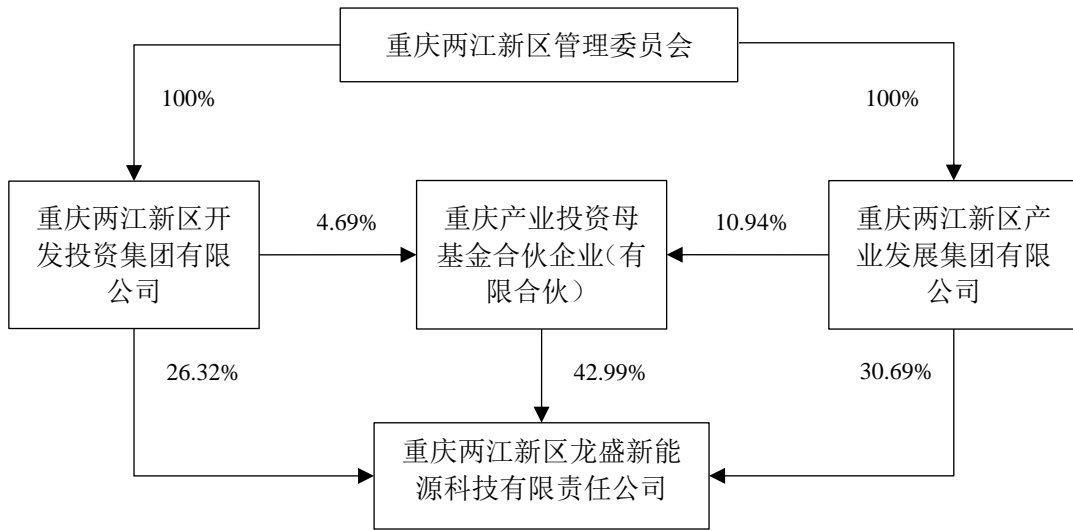 重庆两江新区管理委员会
100%
100%
重庆两江新区开
发投资集团有限
公司
4.69%
重庆产业投资母
基金合伙企业（有
限合伙）
10.94%
重庆两江新区产
业发展集团有限
公司
26.32%
42.99%
30.69%
重庆两江新区龙盛新能
源科技有限责任公司